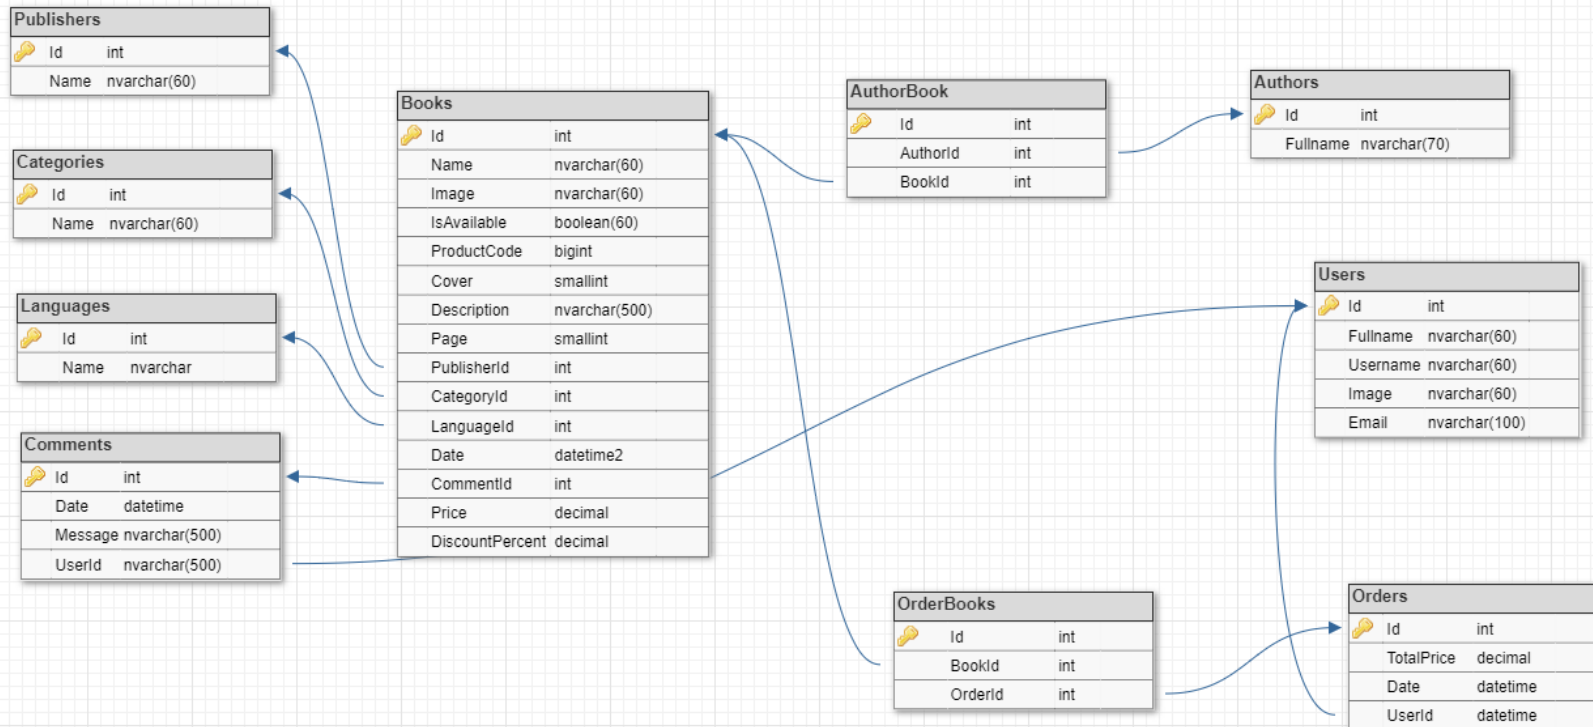 Publishers
Id int
Name nvarchar(60)
Categories
Id int
Name nvarchar(60)
Languages
Id int
Name nvarchar
Comments
Id int
Date datetime
Message nvarchar(500)
UserId nvarchar(500)
Books
Id int
Name nvarchar(60)
Image nvarchar(60)
IsAvailable boolean(60)
ProductCode bigint
Cover smallint
Description nvarchar(500)
Page smallint
PublisherId int
CategoryId int
LanguageId int
Date datetime2
CommentId int
Price decimal
DiscountPercent decimal
AuthorBook
Id int
AuthorId int
BookId int
Authors
Id int
Fullname nvarchar(70)
Users
Id int
Fullname nvarchar(60)
Username nvarchar(60)
Image nvarchar(60)
Email nvarchar(100)
OrderBooks
Id int
BookId int
OrderId int
Orders
Id int
TotalPrice decimal
Date datetime
UserId datetime